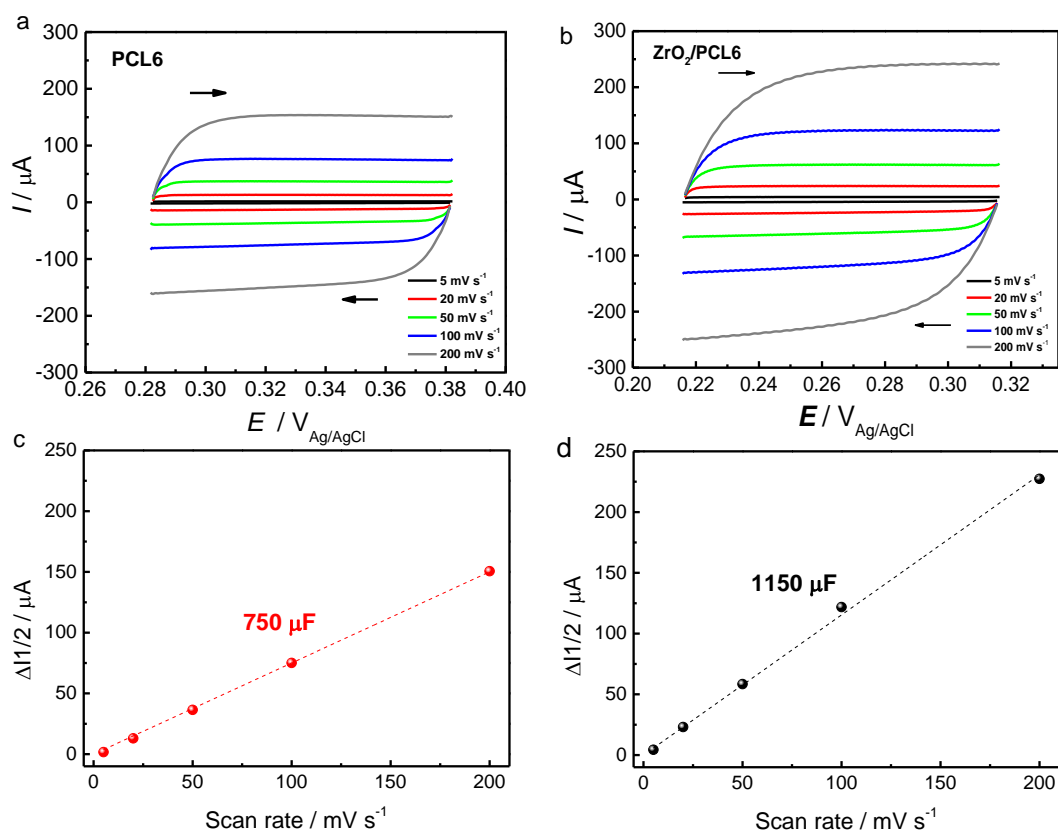 a
PCL6
300
200
100
0
-100
-200
-300
I / µA
5 mV s⁻¹
20 mV s⁻¹
50 mV s⁻¹
100 mV s⁻¹
200 mV s⁻¹
0.26 0.28 0.30 0.32 0.34 0.36 0.38 0.40
E / V Ag/AgCl
b
ZrO₂/PCL6
300
200
100
0
-100
-200
-300
I / µA
5 mV s⁻¹
20 mV s⁻¹
50 mV s⁻¹
100 mV s⁻¹
200 mV s⁻¹
0.20 0.22 0.24 0.26 0.28 0.30 0.32
E / V Ag/AgCl
c
250
200
150
100
50
0
ΔI1/2 / µA
750 µF
0 50 100 150 200
Scan rate / mV s⁻¹
d
250
200
150
100
50
0
ΔI1/2 / µA
1150 µF
0 50 100 150 200
Scan rate / mV s⁻¹